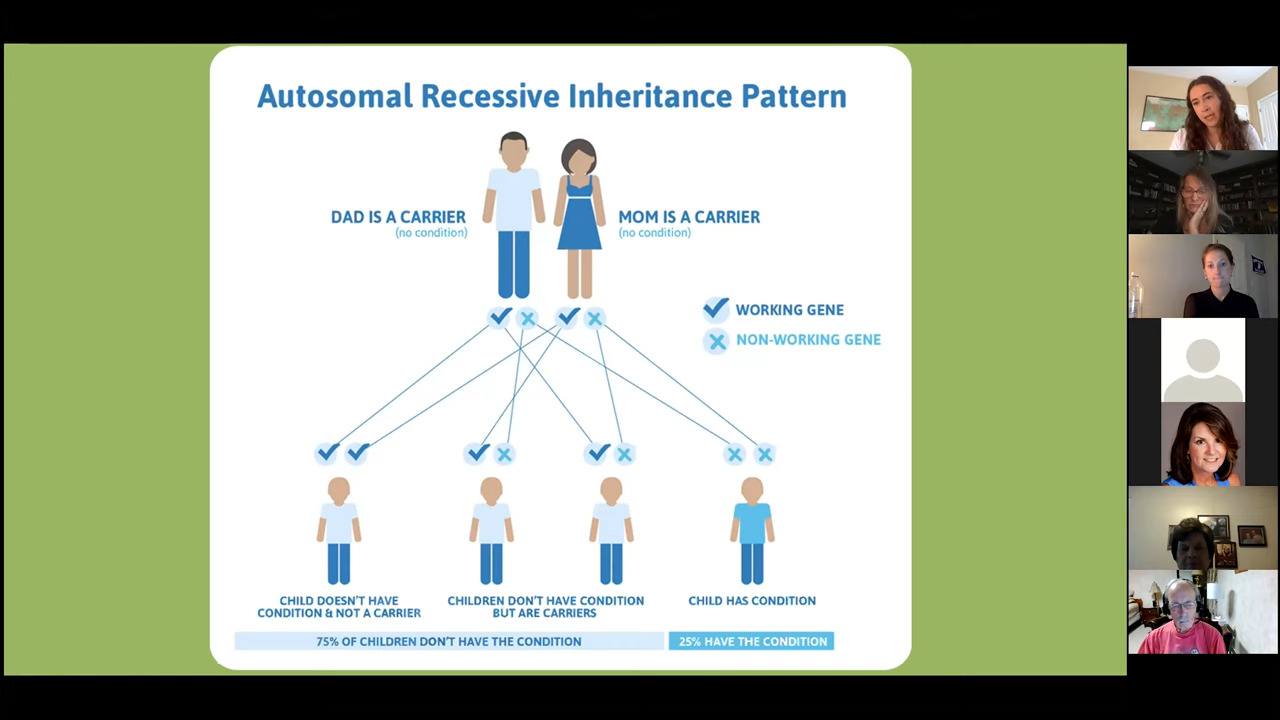 Autosomal Recessive Inheritance Pattern
DAD IS A CARRIER
(no condition)
MOM IS A CARRIER
(no condition)
WORKING GENE
NON-WORKING GENE
CHILD DOESN'T HAVE
CONDITION & NOT A CARRIER
CHILDREN DON'T HAVE CONDITION
BUT ARE CARRIERS
CHILD HAS CONDITION
75% OF CHILDREN DON'T HAVE THE CONDITION
25% HAVE THE CONDITION